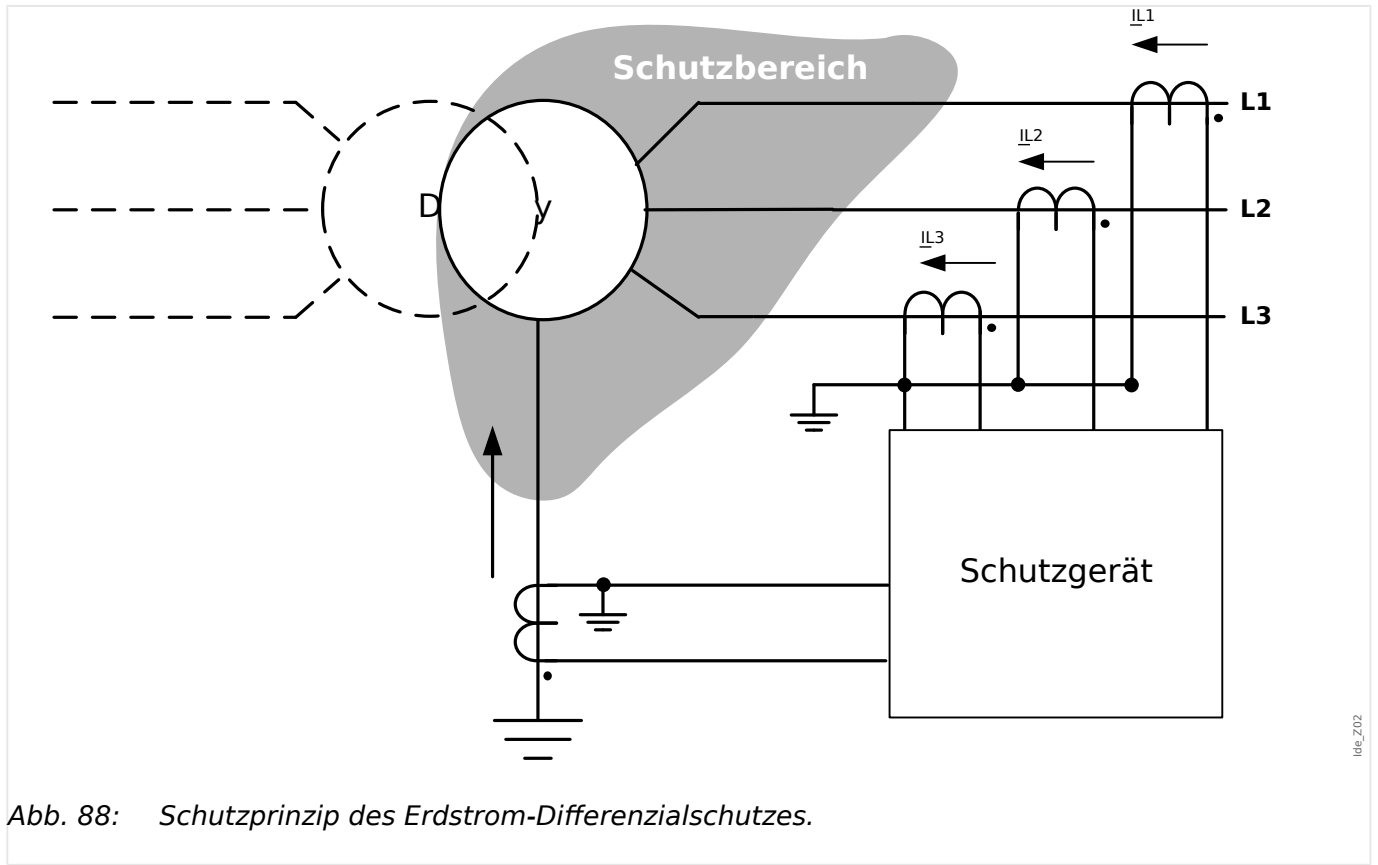 IL1
Schutzbereich
L1
IL2
D
y
L2
IL3
L3
Schutzgerät
Ide_Z02
Abb. 88: Schutzprinzip des Erdstrom-Differenzialschutzes.